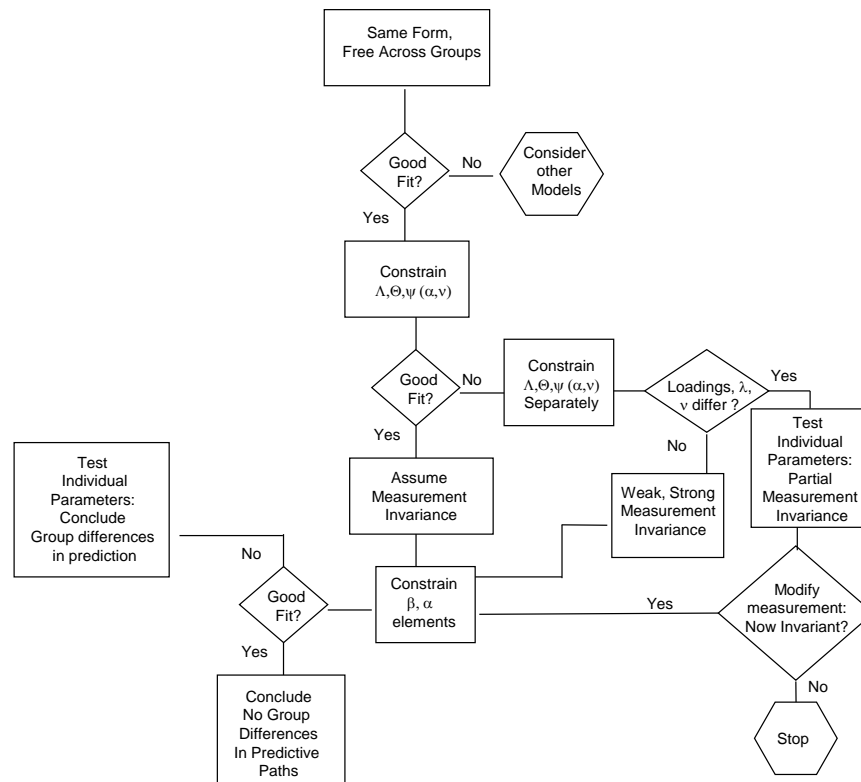 Same Form,
Free Across Groups
Good
Fit?
No
Consider
other
Models
Yes
Constrain
Λ,Θ,ψ (α,ν)
Good
Fit?
No
Constrain
Λ,Θ,ψ (α,ν)
Separately
Loadings, λ,
ν differ ?
Yes
Yes
No
Test
Individual
Parameters:
Conclude
Group differences
in prediction
Assume
Measurement
Invariance
Weak, Strong
Measurement
Invariance
Test
Individual
Parameters:
Partial
Measurement
Invariance
No
Good
Fit?
Constrain
β, α
elements
Yes
Modify
measurement:
Now Invariant?
Yes
No
Conclude
No Group
Differences
In Predictive
Paths
Stop